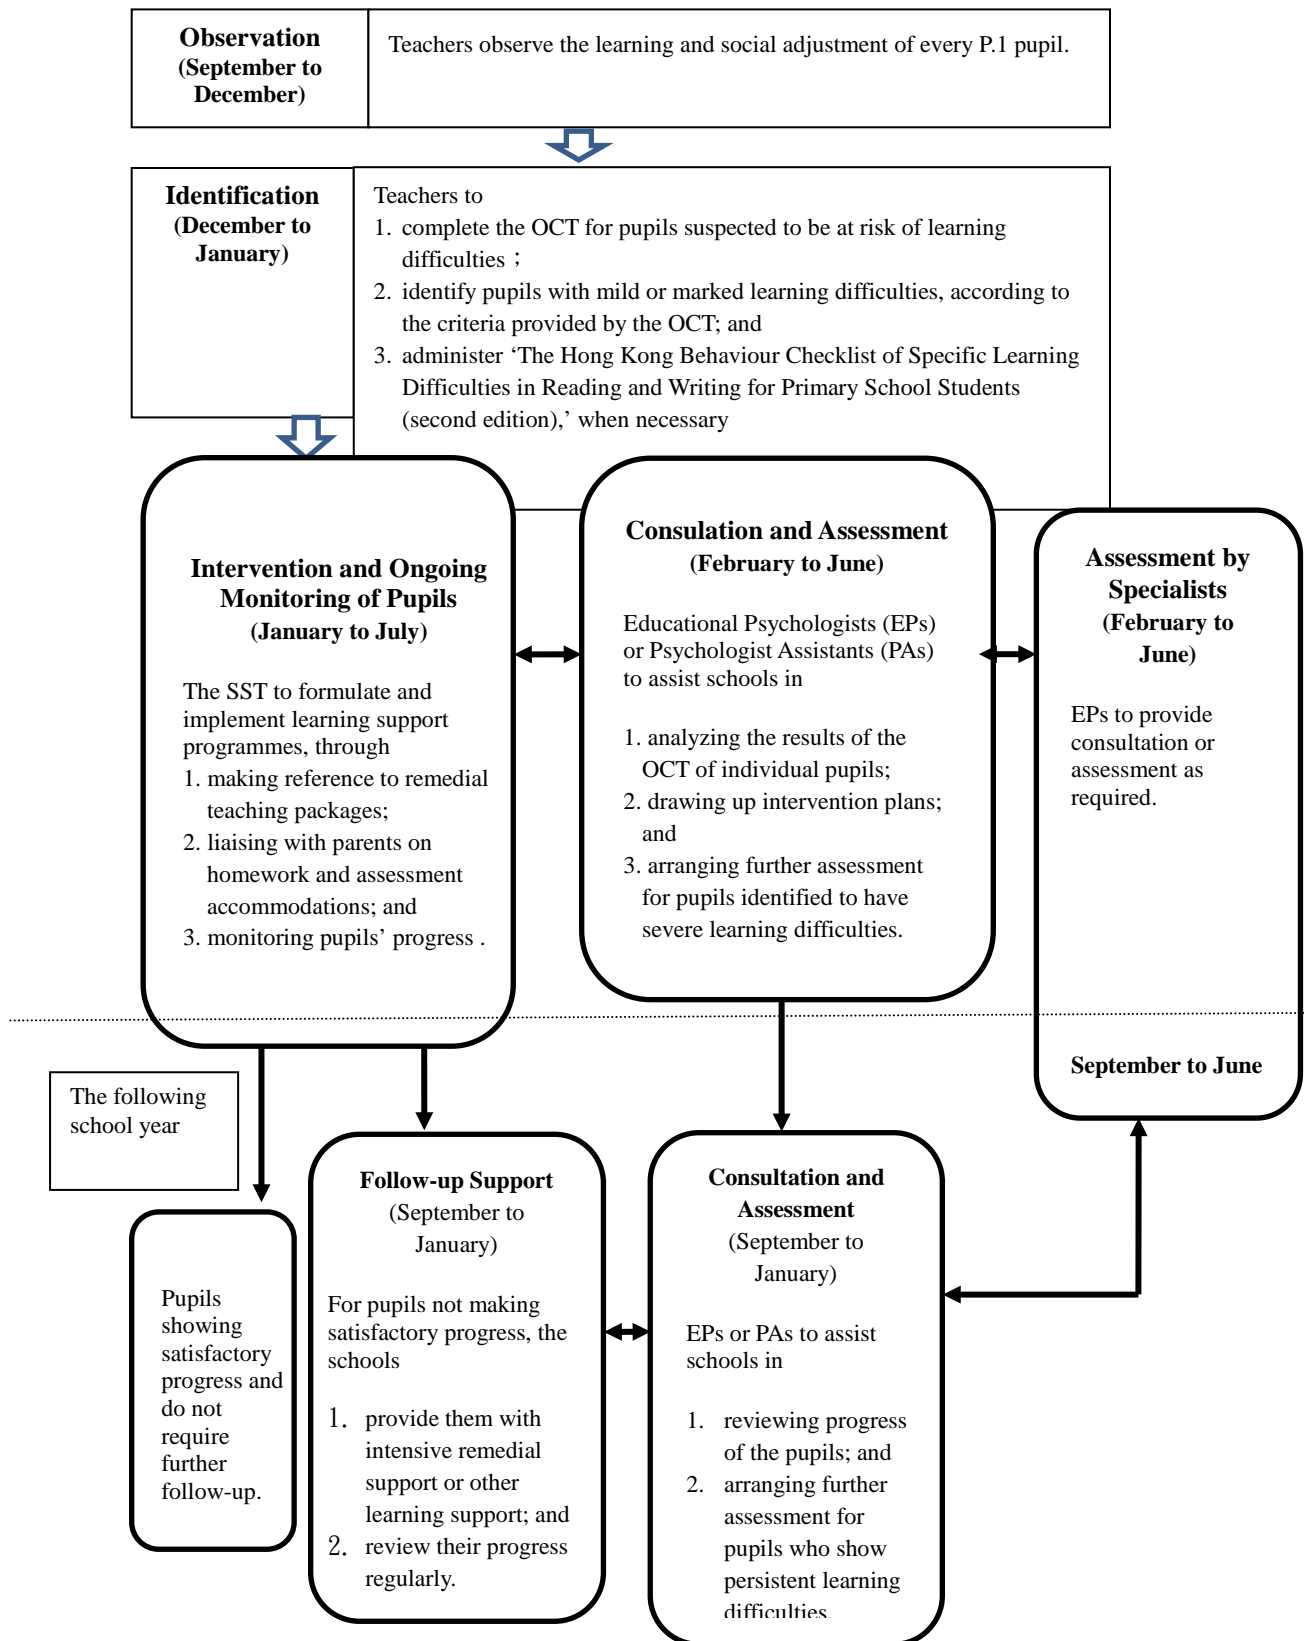 Observation
(September to
December)
Teachers observe the learning and social adjustment of every P.1 pupil.
Identification
(December to
January)
Teachers to
1. complete the OCT for pupils suspected to be at risk of learning
difficulties；
2. identify pupils with mild or marked learning difficulties, according to
the criteria provided by the OCT; and
3. administer ‘The Hong Kong Behaviour Checklist of Specific Learning
Difficulties in Reading and Writing for Primary School Students
(second edition),’ when necessary
Intervention and Ongoing
Monitoring of Pupils
(January to July)
The SST to formulate and
implement learning support
programmes, through
1. making reference to remedial
teaching packages;
2. liaising with parents on
homework and assessment
accommodations; and
3. monitoring pupils’ progress .
Consulation and Assessment
(February to June)
Educational Psychologists (EPs)
or Psychologist Assistants (PAs)
to assist schools in
1. analyzing the results of the
OCT of individual pupils;
2. drawing up intervention plans;
and
3. arranging further assessment
for pupils identified to have
severe learning difficulties.
Assessment by
Specialists
(February to
June)
EPs to provide
consultation or
assessment as
required.
September to June
The following
school year
Pupils
showing
satisfactory
progress and
do not
require
further
follow-up.
Follow-up Support
(September to
January)
For pupils not making
satisfactory progress, the
schools
1. provide them with
intensive remedial
support or other
learning support; and
2. review their progress
regularly.
Consultation and
Assessment
(September to
January)
EPs or PAs to assist
schools in
1. reviewing progress
of the pupils; and
2. arranging further
assessment for
pupils who show
persistent learning
difficulties.